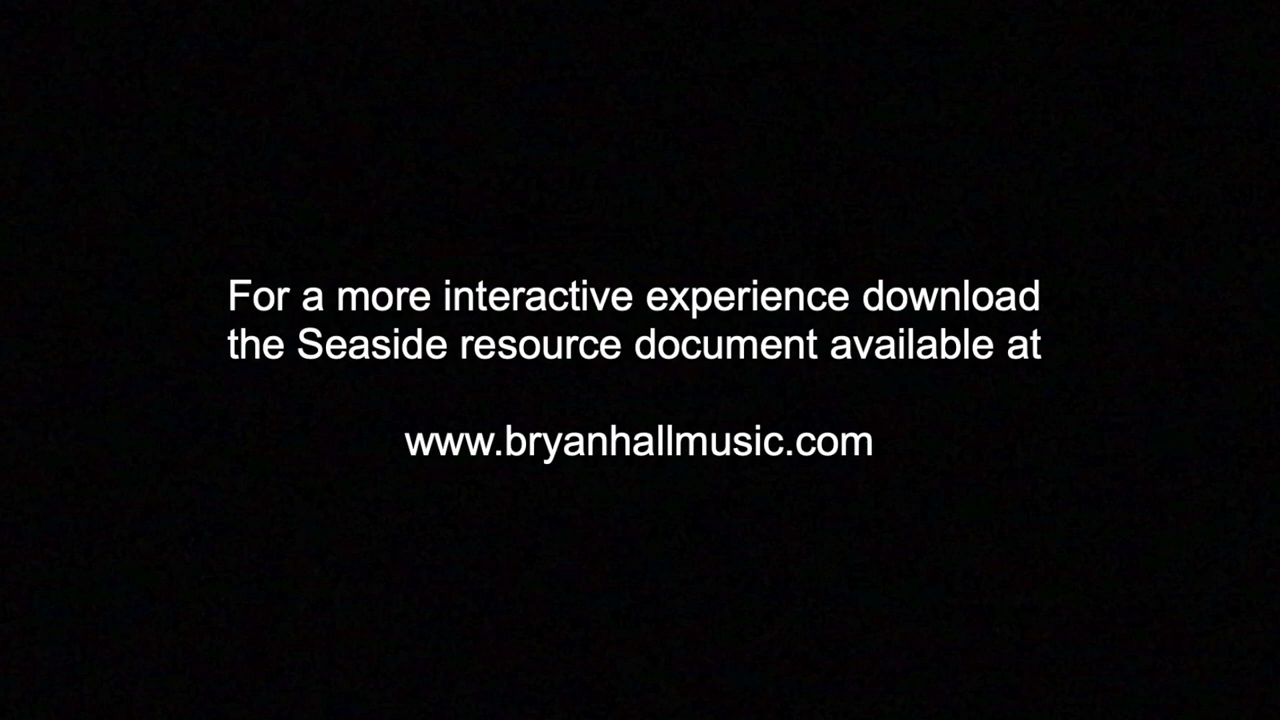 For a more interactive experience download
the Seaside resource document available at
www.bryanhallmusic.com